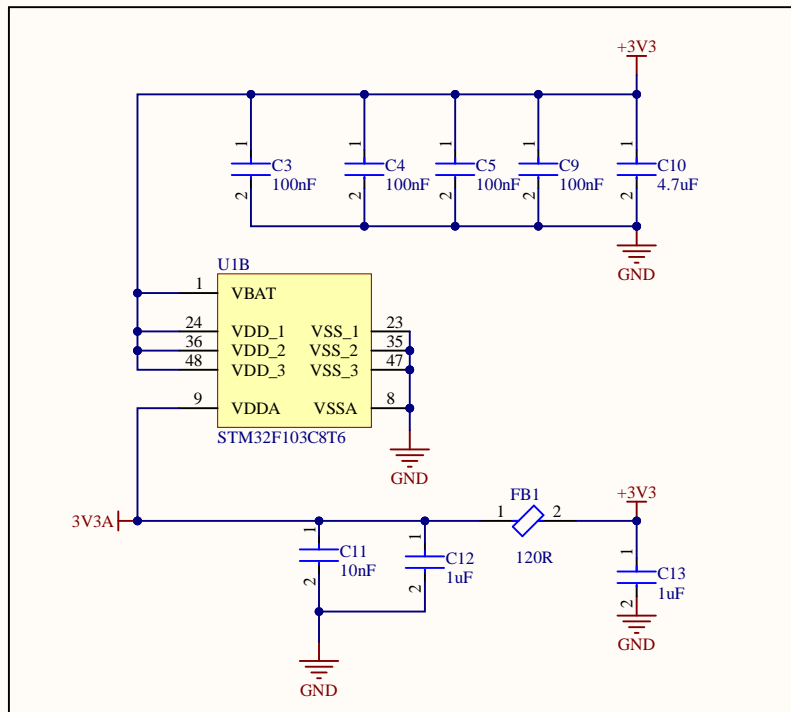 +3V3
1 1 1 1 1
C3 C4 C5 C9 C10
100nF 100nF 100nF 100nF 4.7uF
2 2 2 2 2
GND
U1B
1 VBAT
24 VDD_1 VSS_1 23
36 VDD_2 VSS_2 35
48 VDD_3 VSS_3 47
9 VDDA VSSA 8
STM32F103C8T6
GND
+3V3
FB1
1 2
3V3A
120R
1 1 1
C11 C12 C13
10nF 1uF 1uF
2 2 2
GND
GND